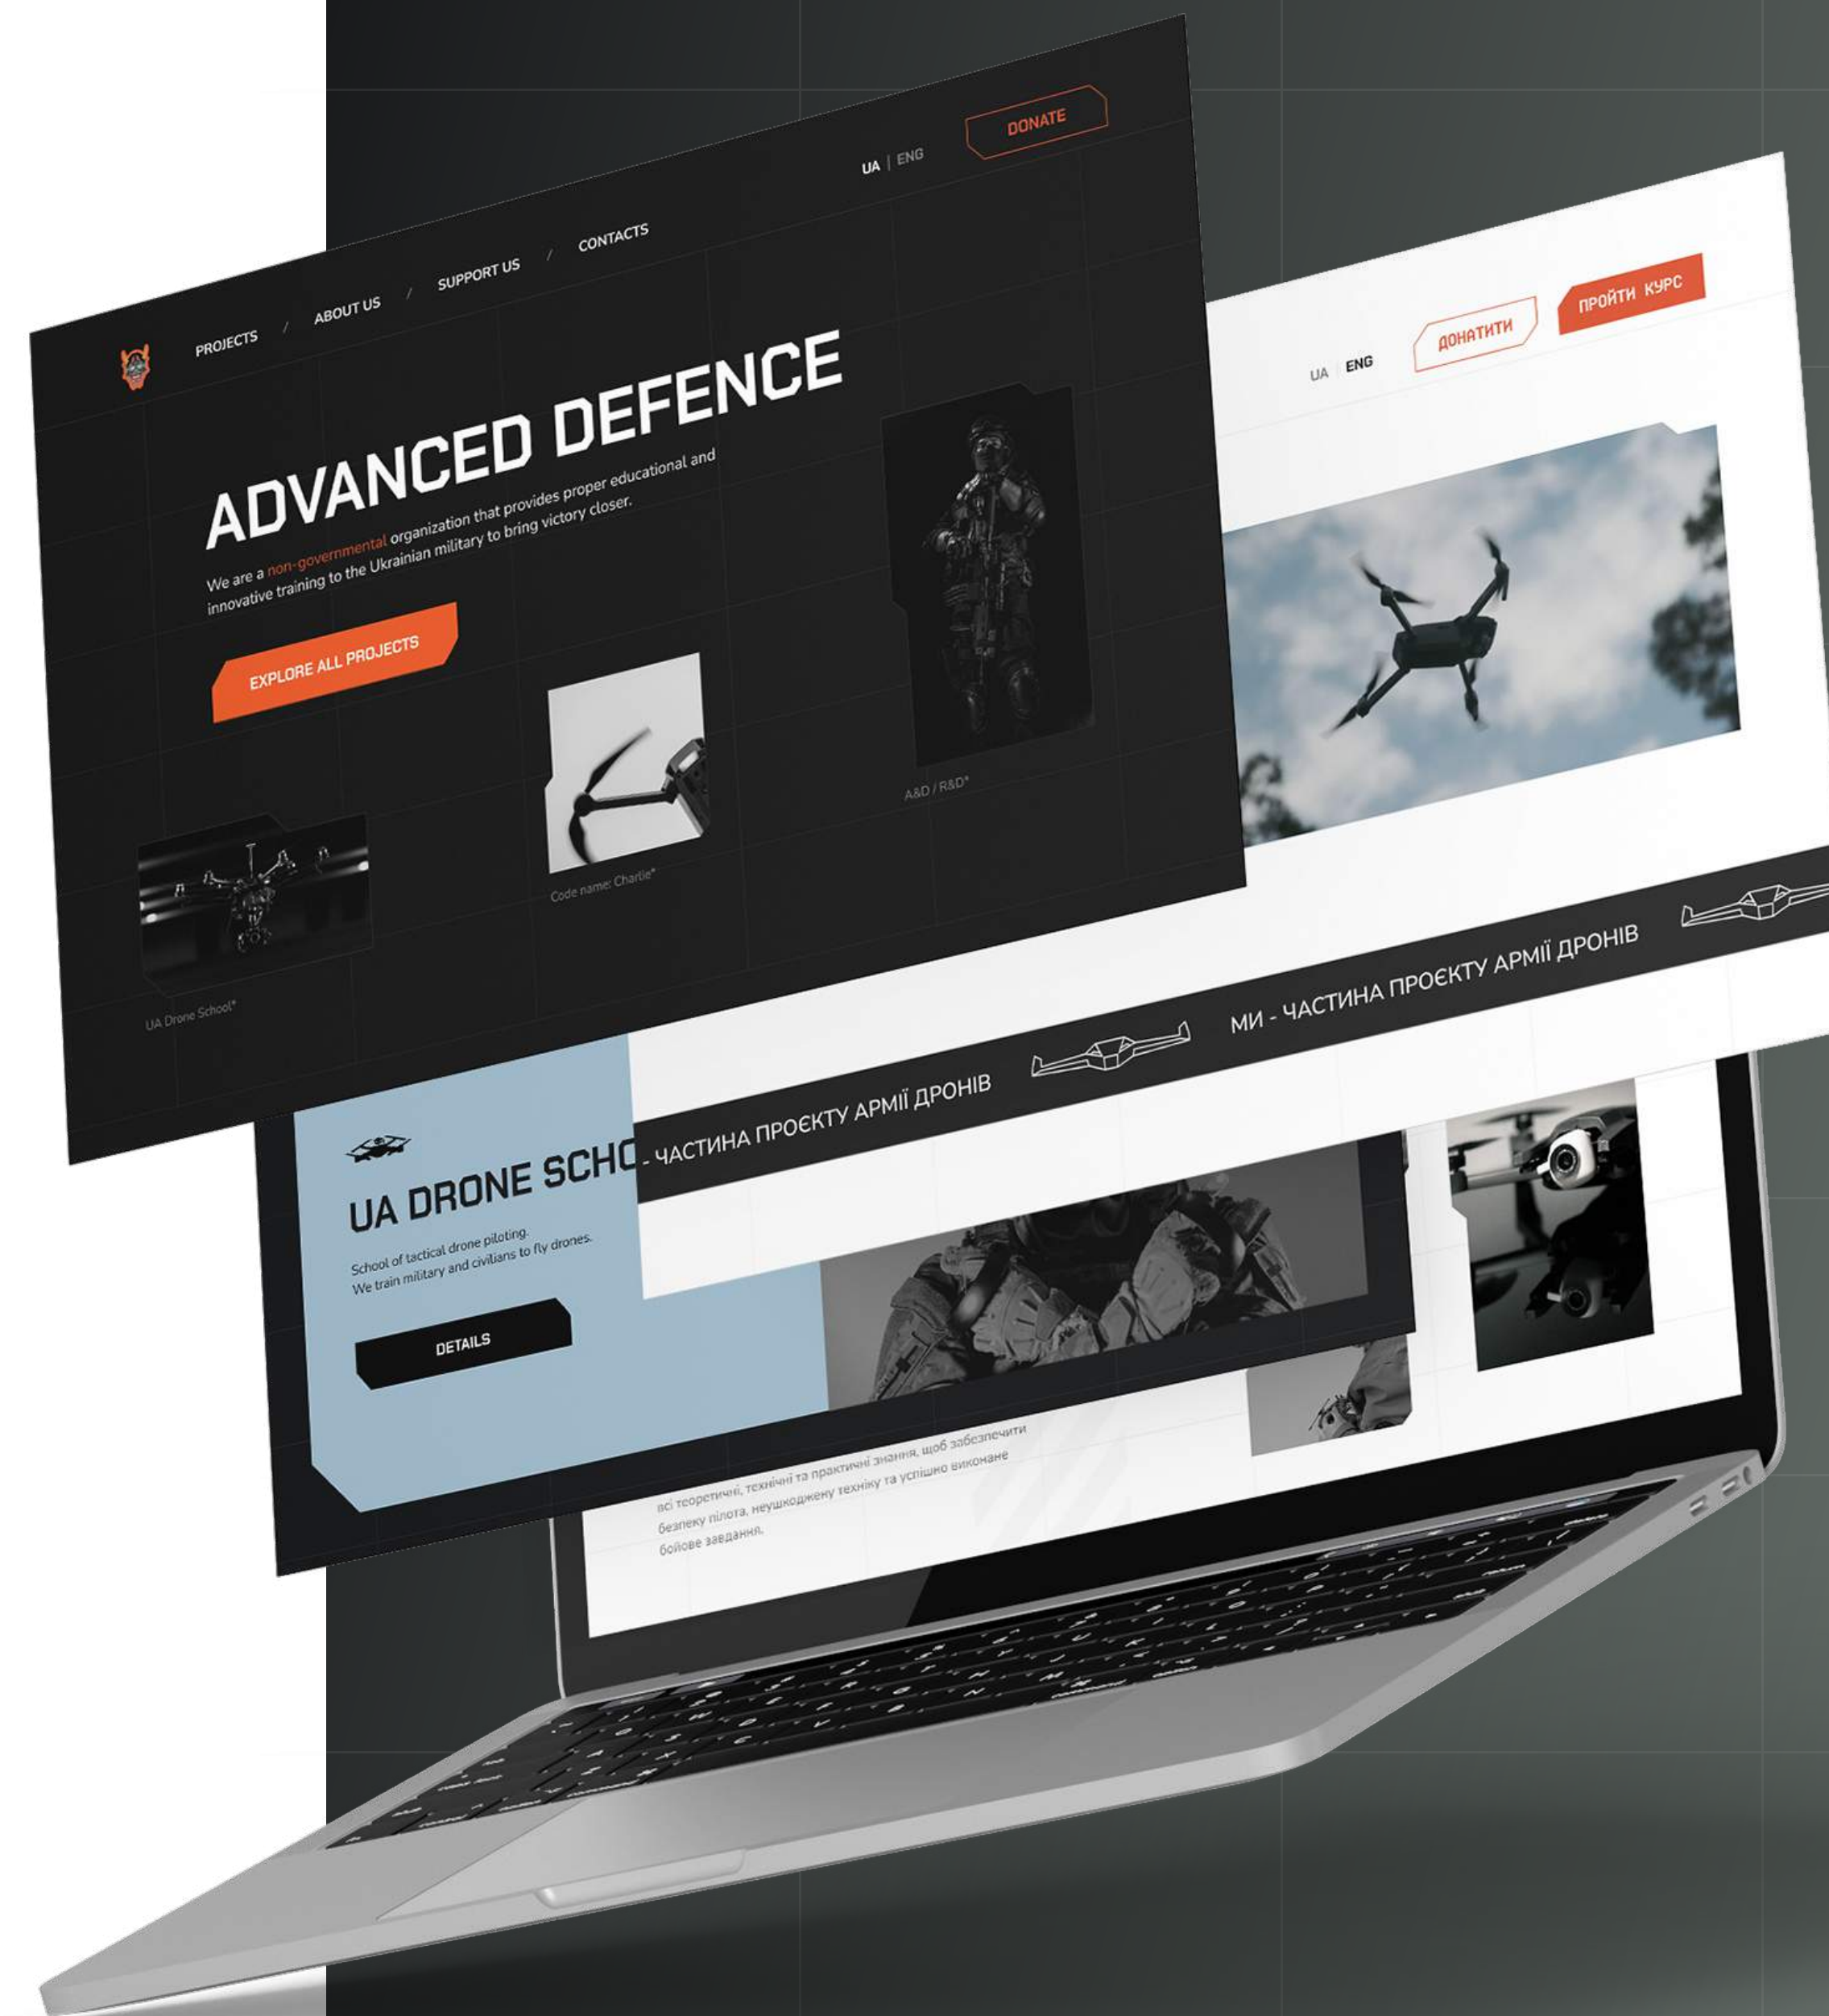 PROJECTS / ABOUT US / SUPPORT US / CONTACTS
UA | ENG
DONATE
ADVANCED DEFENCE
We are a non-governmental organization that provides proper educational and
innovative training to the Ukrainian military to bring victory closer.
EXPLORE ALL PROJECTS
UA Drone School*
Code name: Charlie*
A&D / R&D*
UA ENG
ДОНАТИТИ
ПРОЙТИ КУРС
- ЧАСТИНА ПРОЄКТУ АРМІЇ ДРОНІВ
МИ - ЧАСТИНА ПРОЄКТУ АРМІЇ ДРОНІВ
UA DRONE SCHO
School of tactical drone piloting.
We train military and civilians to fly drones.
DETAILS
всі теоретичні, технічні та практичні знання, щоб забезпечити
безпеку пілота, неушкоджену техніку та успішно виконане
бойове завдання.